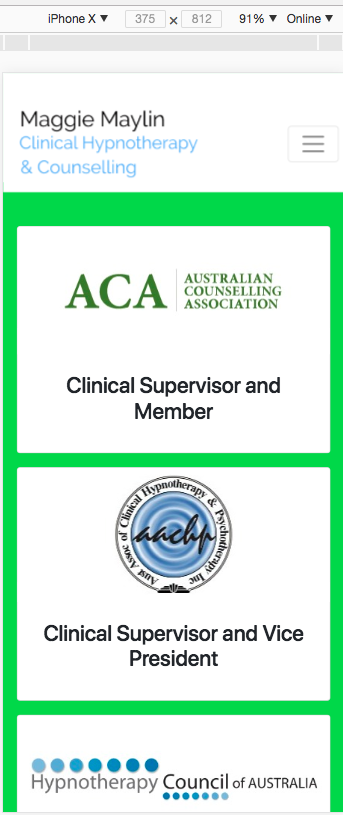 iPhone X ▼ 375 × 812 91% ▼ Online ▼
Maggie Maylin
Clinical Hypnotherapy
& Counselling
ACA
AUSTRALIAN
COUNSELLING
ASSOCIATION
Clinical Supervisor and
Member
Aust Assoc of Clinical Hypnotherapy & Psychotherapy Inc
aachp
Clinical Supervisor and Vice
President
Hypnotherapy Council of AUSTRALIA